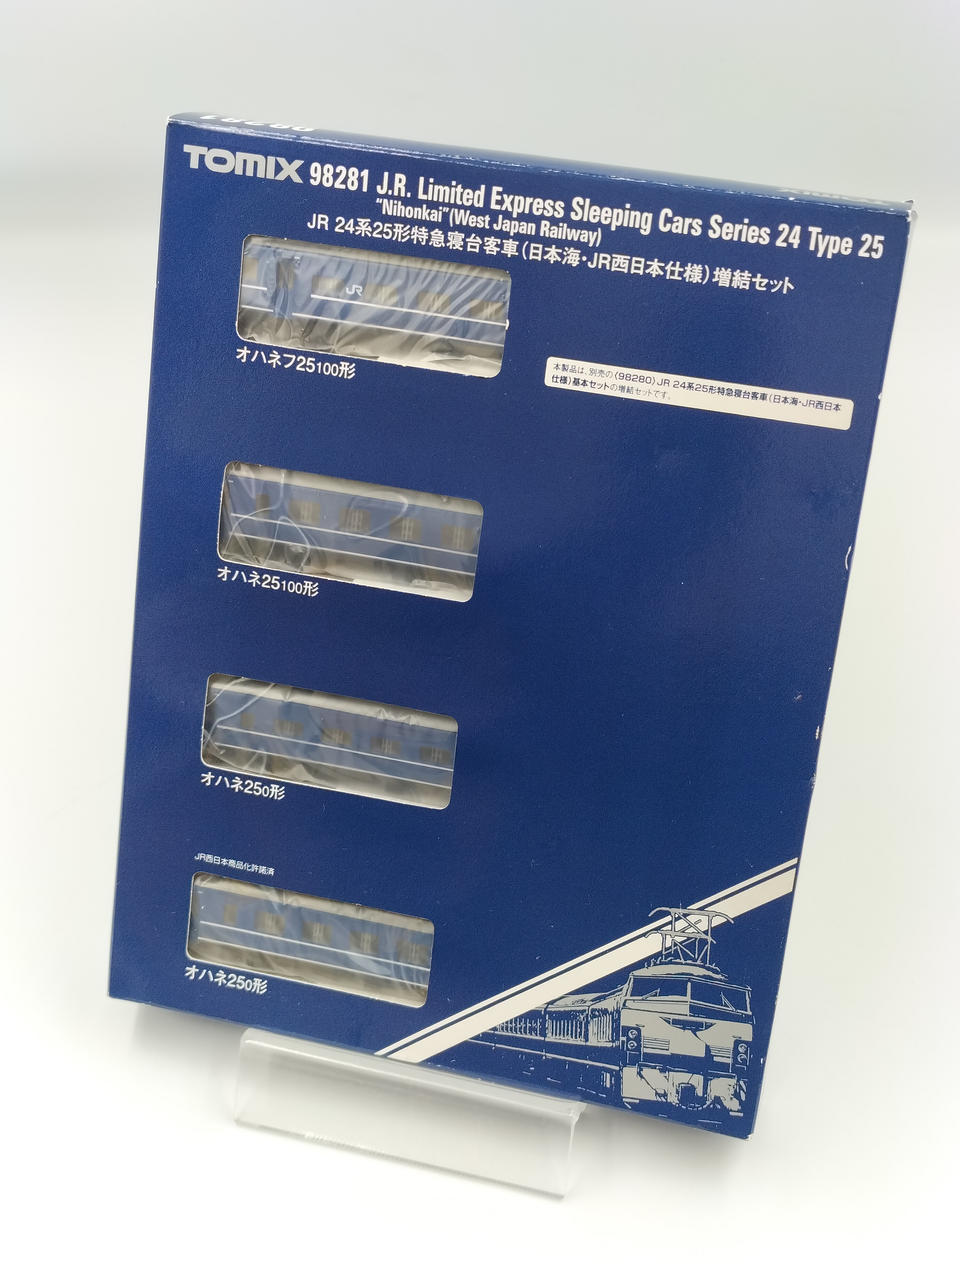 98281
TOMIX 98281 J.R. Limited Express Sleeping Cars Series 24 Type 25
"Nihonkai"(West Japan Railway)
JR 24系25形特急寝台客車(日本海・JR西日本仕様)増結セット
JR
オハネフ25100形
本製品は、別売の〈98280〉JR 24系25形特急寝台客車(日本海・JR西日本
仕様)基本セットの増結セットです。
オハネ25100形
オハネ250形
JR西日本商品化許諾済
オハネ250形